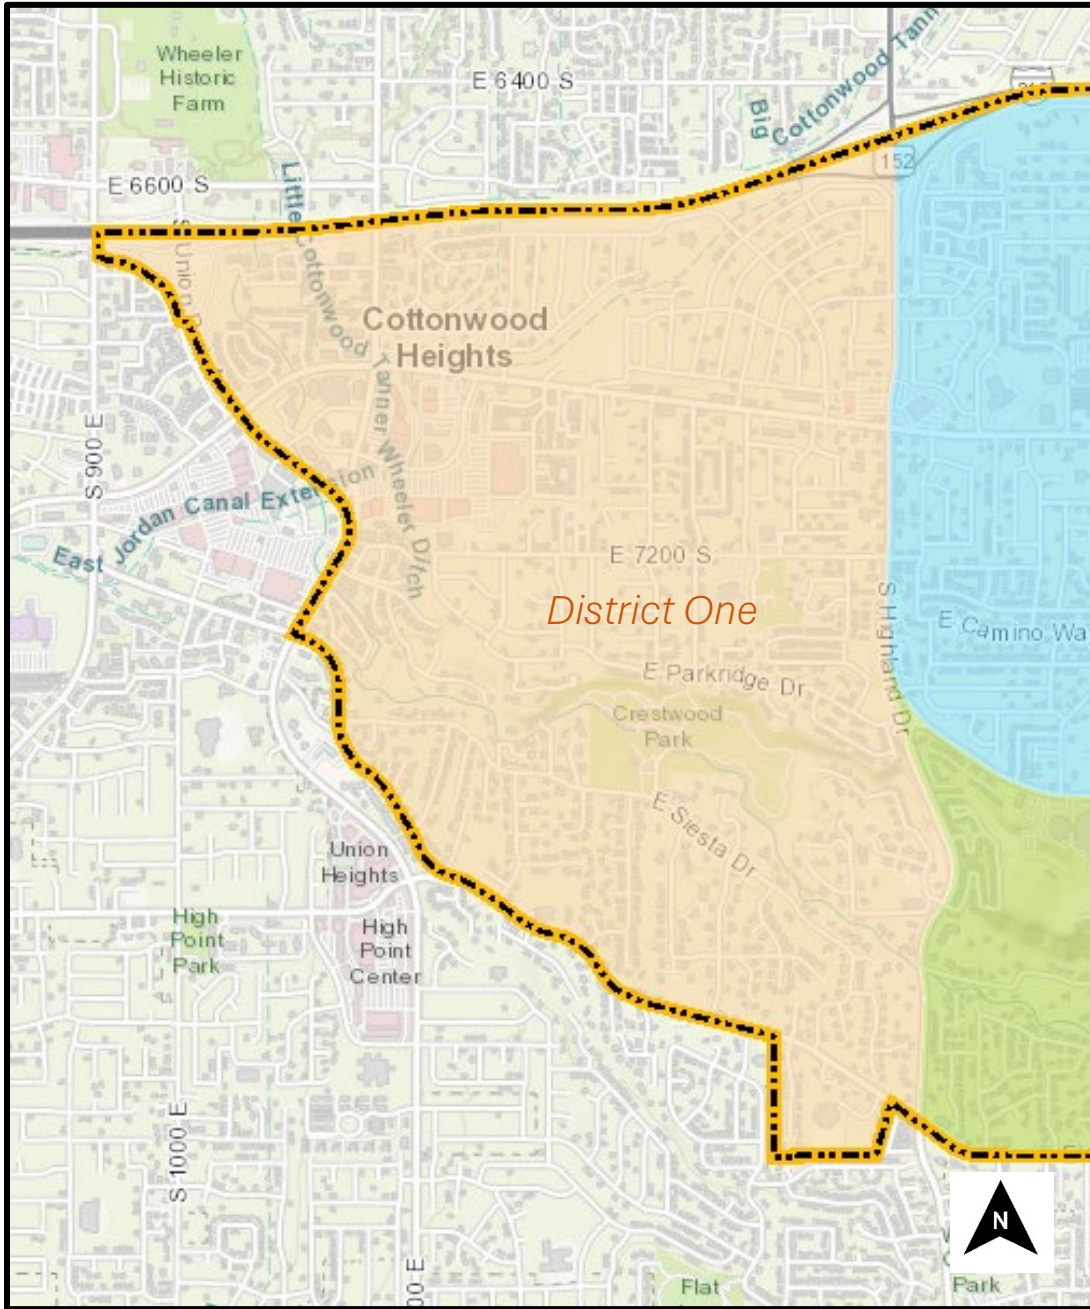 Wheeler
Historic
Farm
E 6400 S
Big
Cottonwood Tann
E 6600 S
152
Little Cottonwood Tanner Wheeler Ditch
S Union
Cottonwood
Heights
S 900 E
East Jordan Canal Extension
E 7200 S
District One
S Highland Dr
E Camino Wa
E Parkridge Dr
Crestwood
Park
E Siesta Dr
Union
Heights
High
Point
Park
High
Point
Center
S 1000 E
00 E
N
Park
Flat